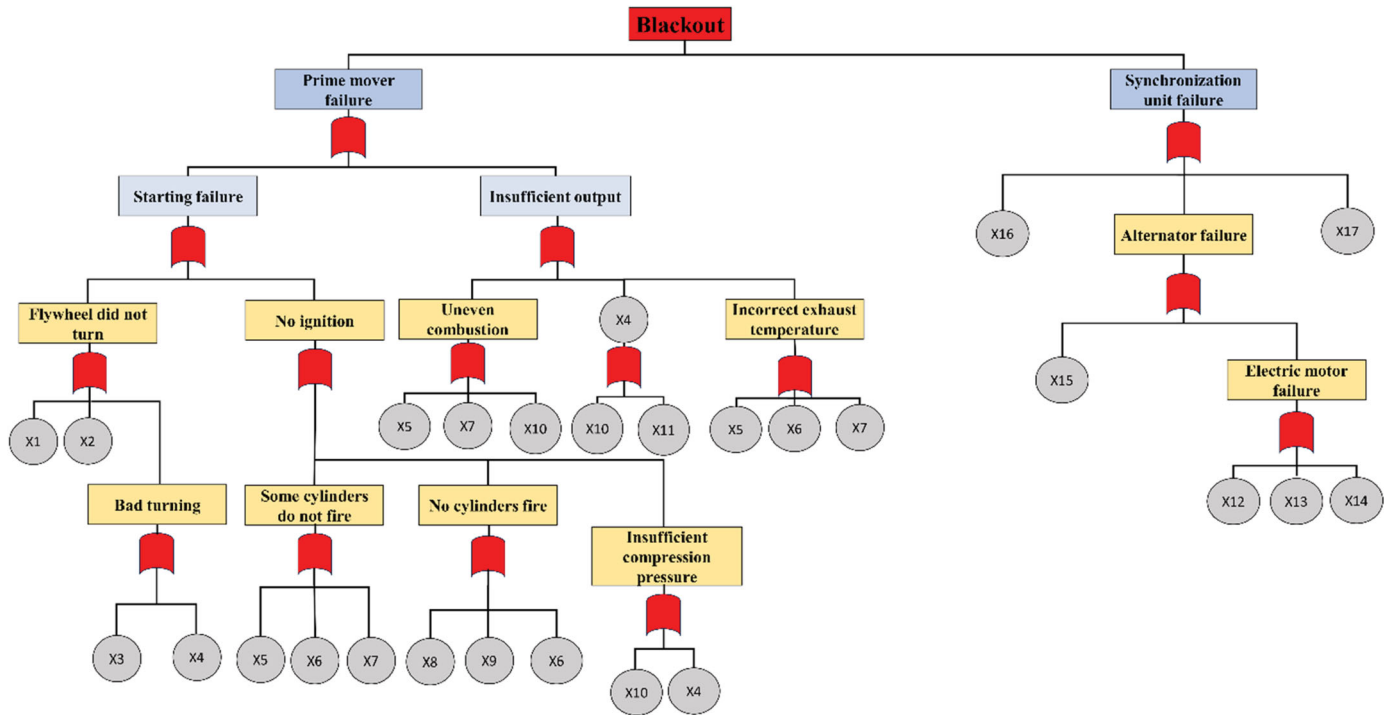 Blackout
Prime mover
failure
Synchronization
unit failure
Starting failure
Insufficient output
X16
Alternator failure
X17
Flywheel did not
turn
No ignition
Uneven
combustion
X4
Incorrect exhaust
temperature
X15
Electric motor
failure
X1
X2
X5
X7
X10
X10
X11
X5
X6
X7
Bad turning
Some cylinders
do not fire
No cylinders fire
Insufficient
compression
pressure
X12
X13
X14
X3
X4
X5
X6
X7
X8
X9
X6
X10
X4